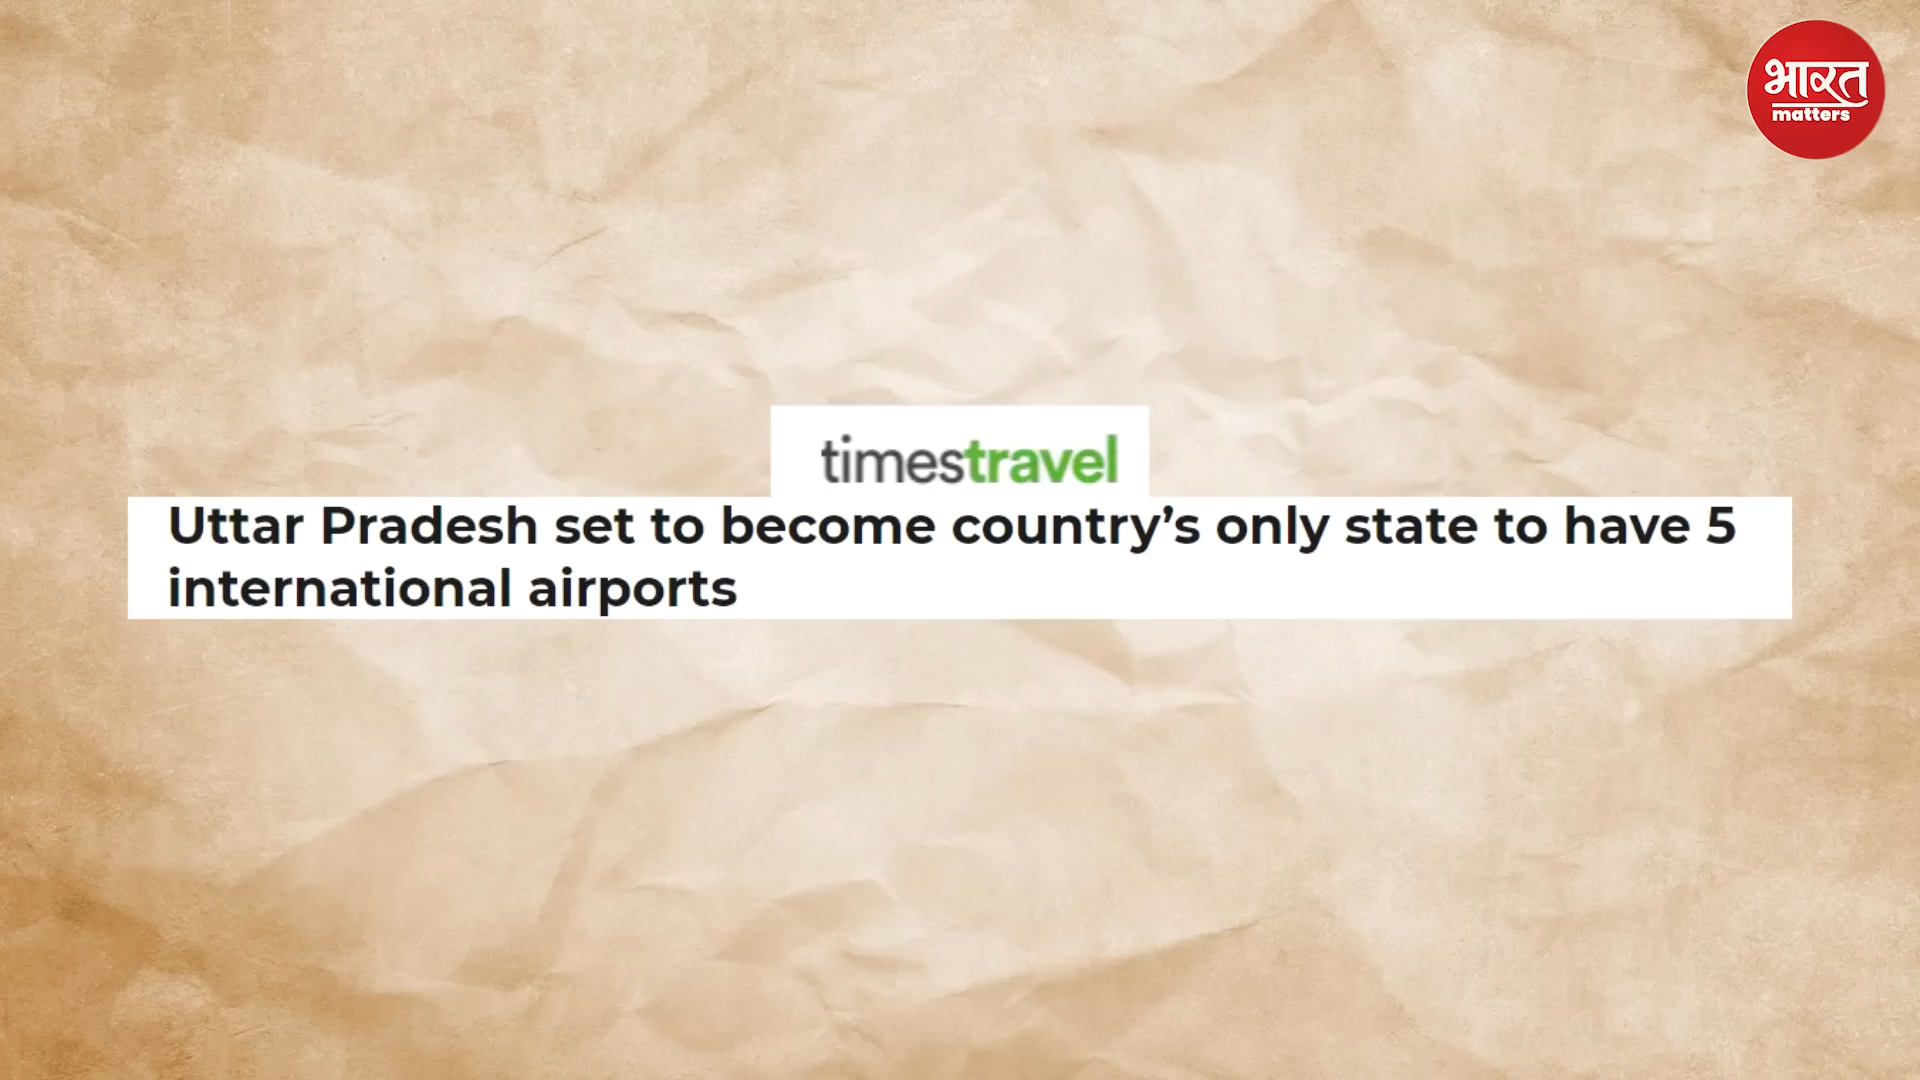 भारत
matters
timestravel
Uttar Pradesh set to become country’s only state to have 5
international airports